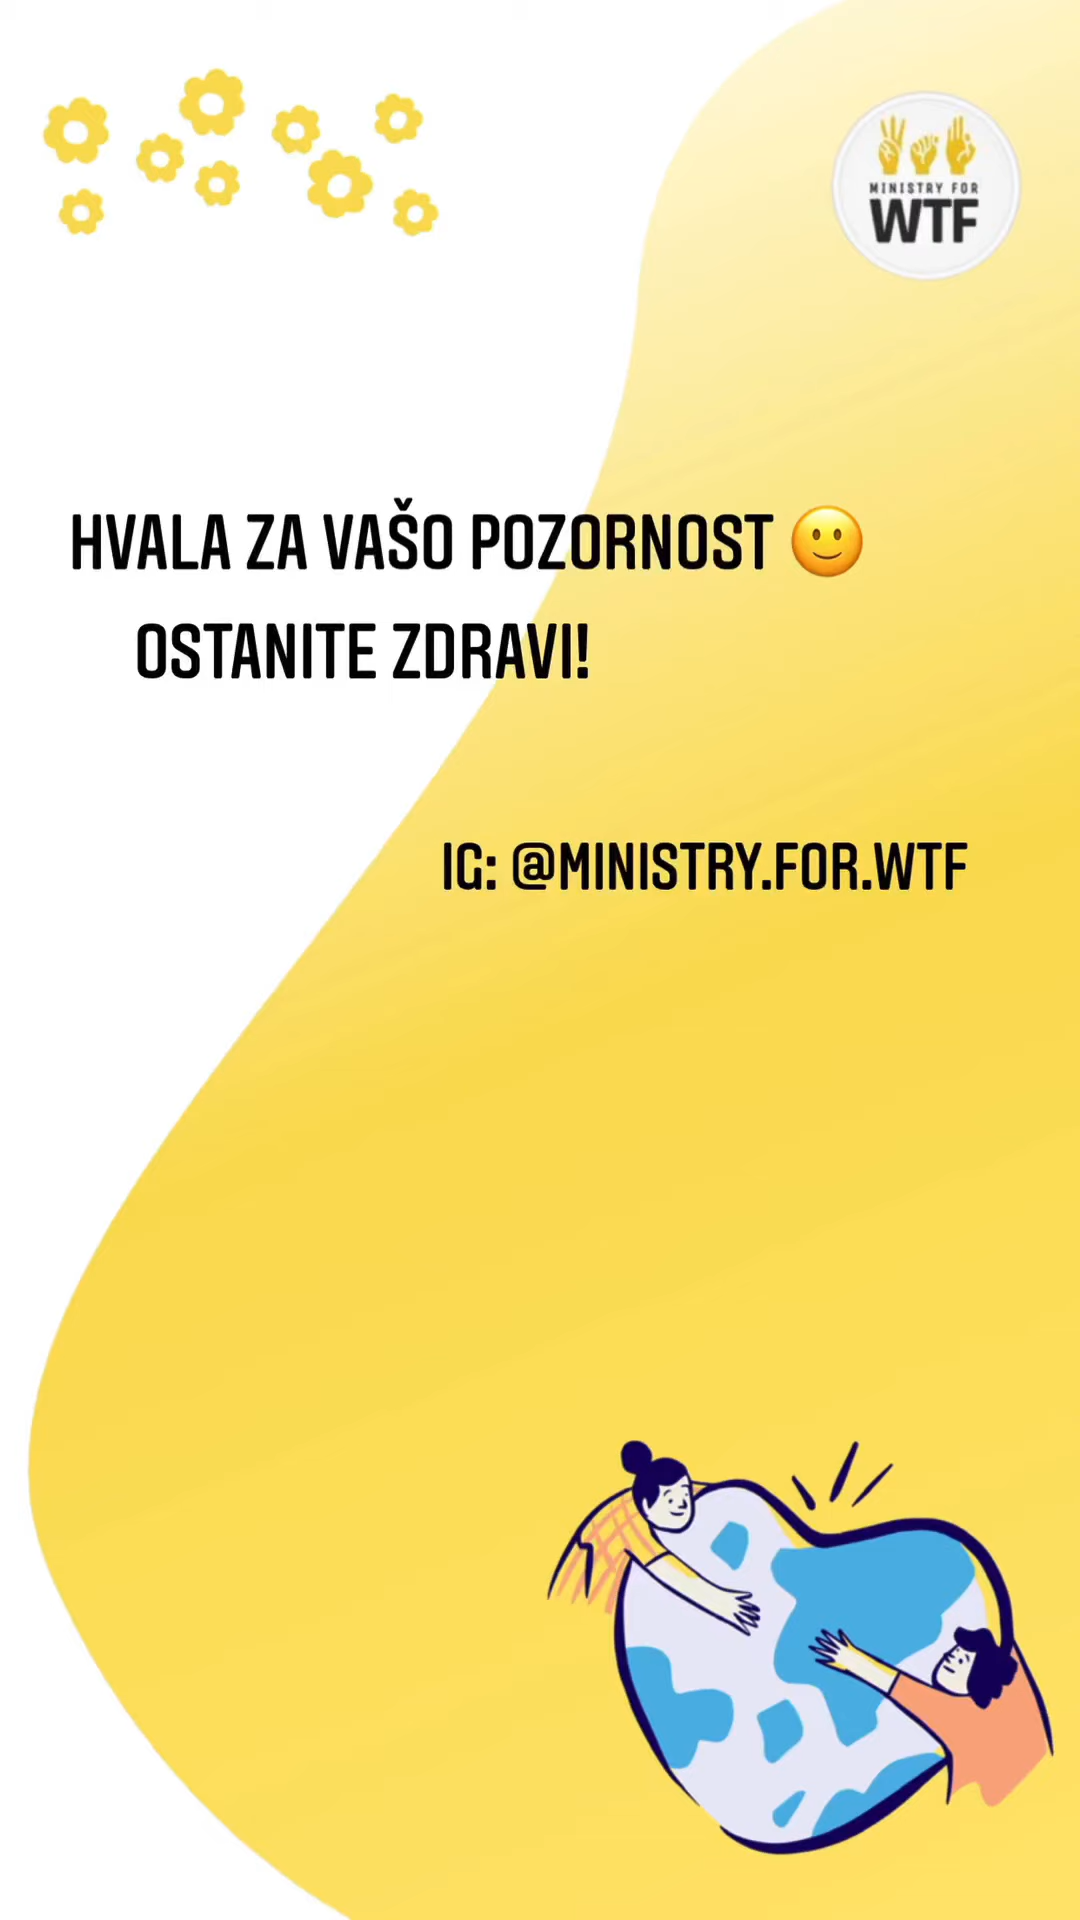 MINISTRY FOR
WTF
HVALA ZA VAŠO POZORNOST 🙂
OSTANITE ZDRAVI!
IG: @MINISTRY.FOR.WTF